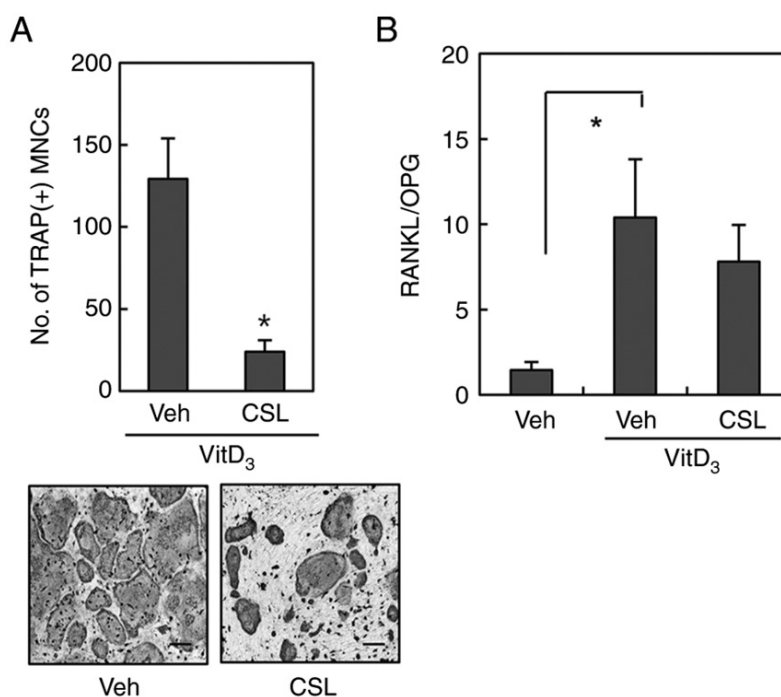 A
No. of TRAP(+) MNCs
200
150
100
50
0
*
Veh CSL
VitD₃
Veh CSL
B
RANKL/OPG
20
15
10
5
0
*
Veh Veh CSL
VitD₃